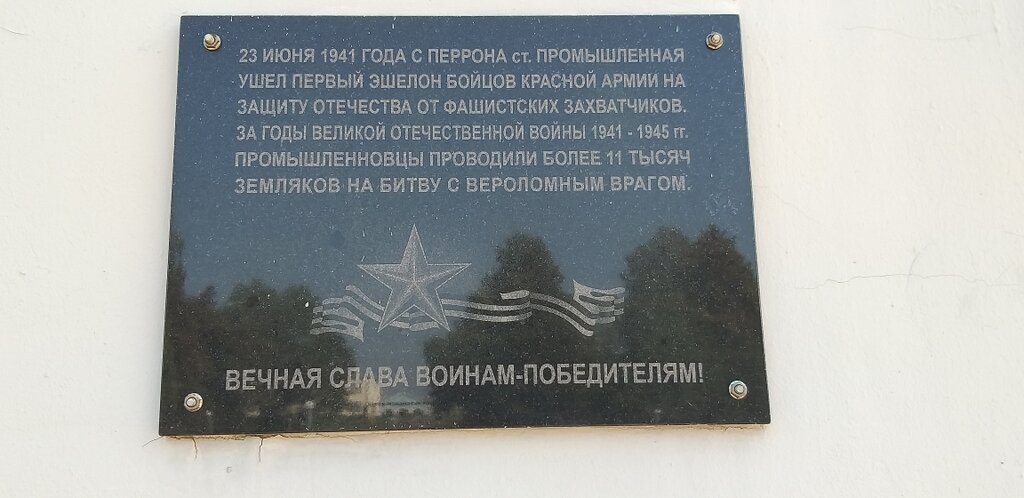 23 ИЮНЯ 1941 ГОДА С ПЕРРОНА ст. ПРОМЫШЛЕННАЯ
УШЕЛ ПЕРВЫЙ ЭШЕЛОН БОЙЦОВ КРАСНОЙ АРМИИ НА
ЗАЩИТУ ОТЕЧЕСТВА ОТ ФАШИСТСКИХ ЗАХВАТЧИКОВ.
ЗА ГОДЫ ВЕЛИКОЙ ОТЕЧЕСТВЕННОЙ ВОЙНЫ 1941 - 1945 гг.
ПРОМЫШЛЕННОВЦЫ ПРОВОДИЛИ БОЛЕЕ 11 ТЫСЯЧ
ЗЕМЛЯКОВ НА БИТВУ С ВЕРОЛОМНЫМ ВРАГОМ.
ВЕЧНАЯ СЛАВА ВОИНАМ-ПОБЕДИТЕЛЯМ!